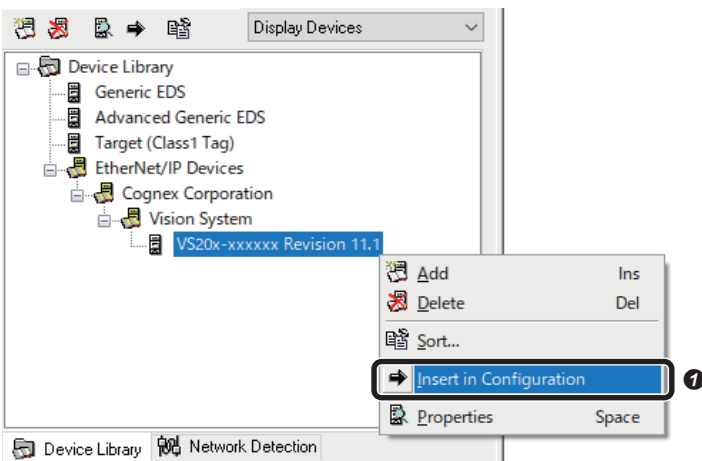 Display Devices
Device Library
Generic EDS
Advanced Generic EDS
Target (Class1 Tag)
EtherNet/IP Devices
Cognex Corporation
Vision System
VS20x-xxxxxx Revision 11.1
Add Ins
Delete Del
Sort...
Insert in Configuration ❶
Properties Space
Device Library Network Detection